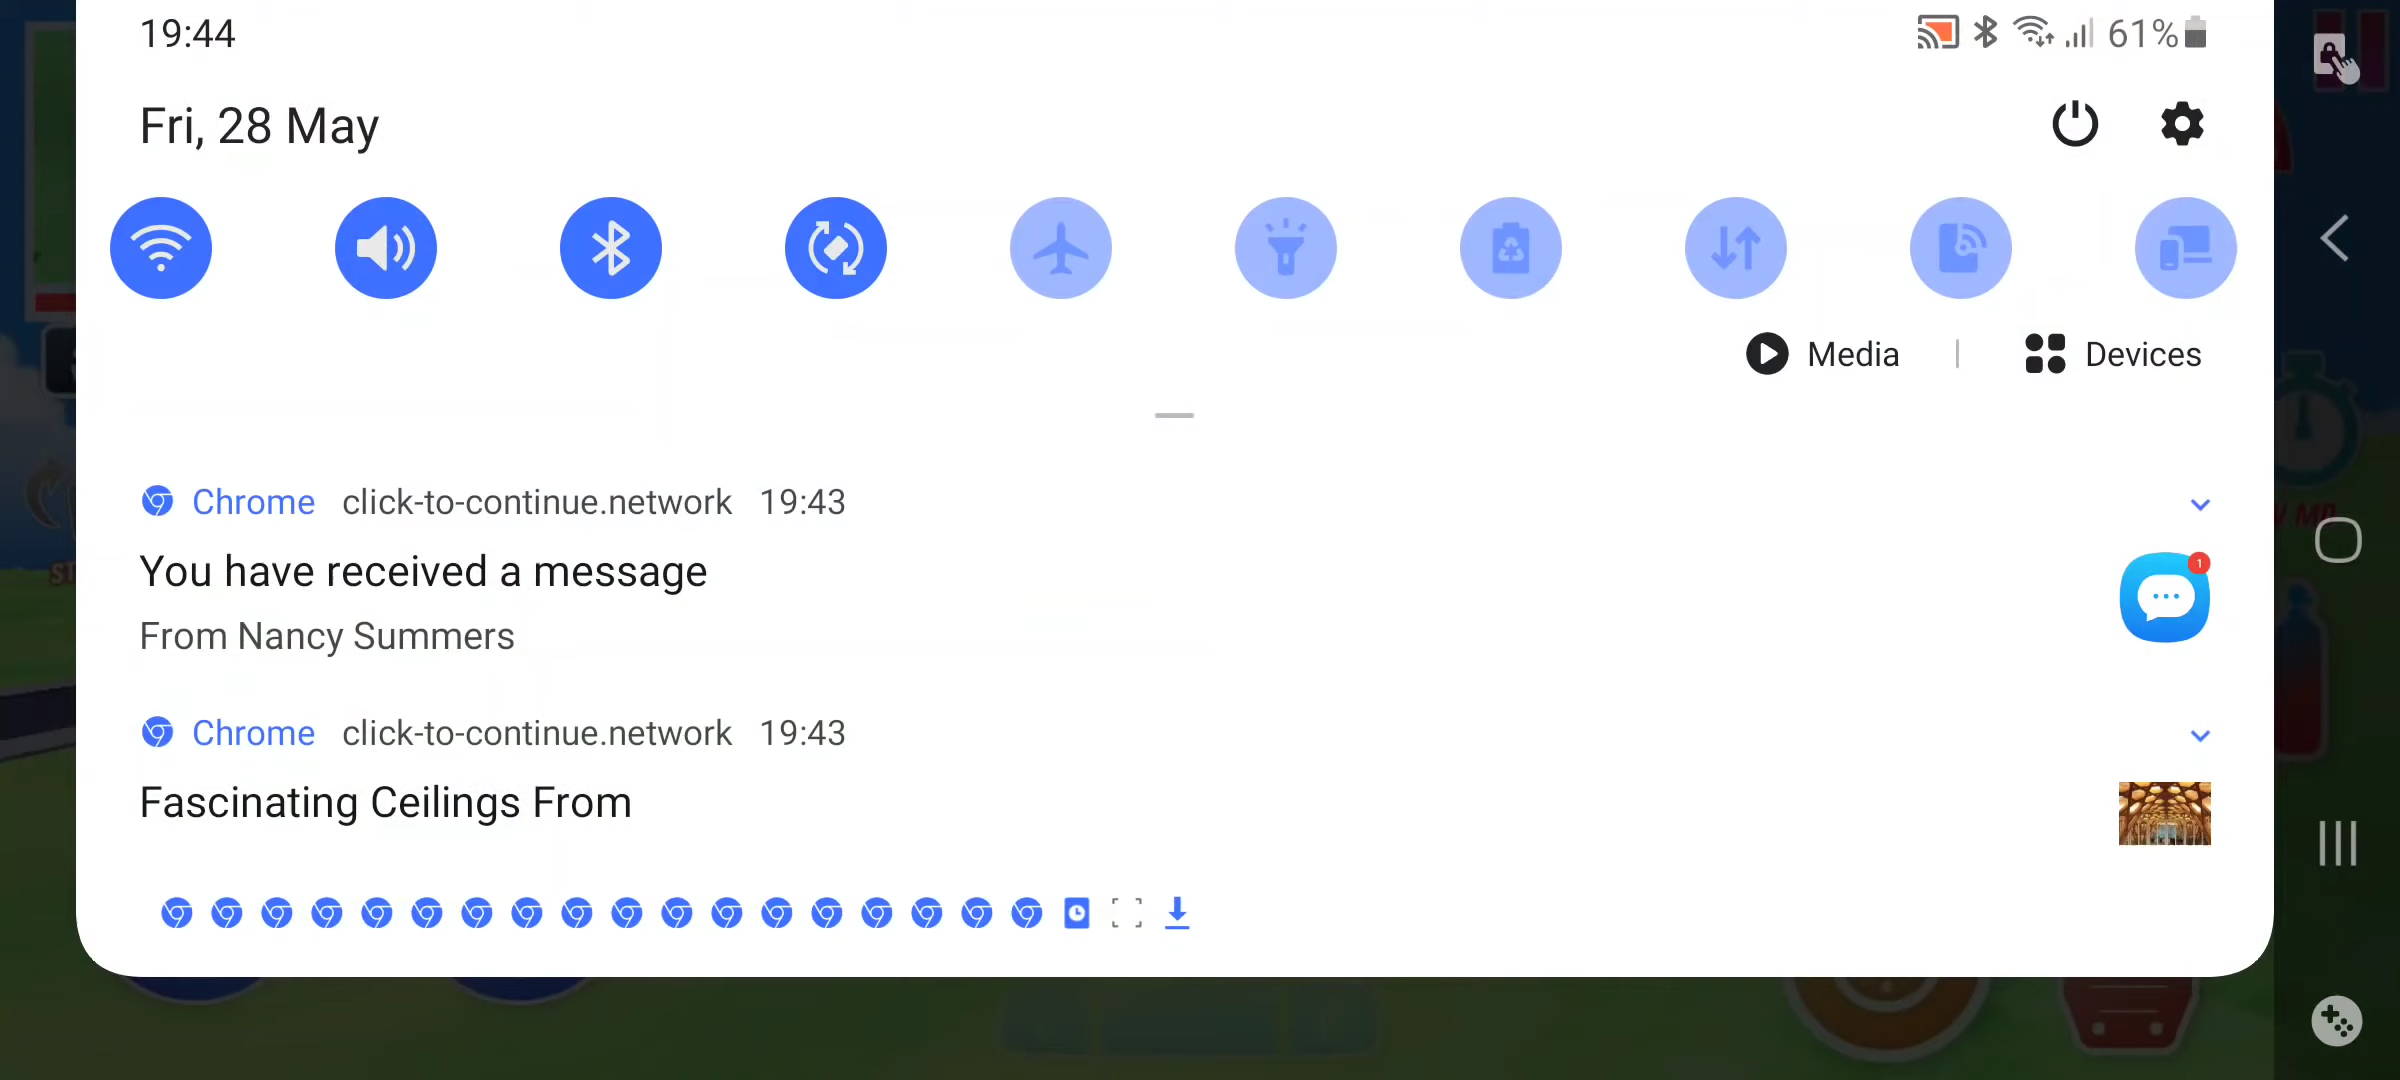 19:44
61%
Fri, 28 May
Media
Devices
Chrome click-to-continue.network 19:43
You have received a message
1
From Nancy Summers
Chrome click-to-continue.network 19:43
Fascinating Ceilings From